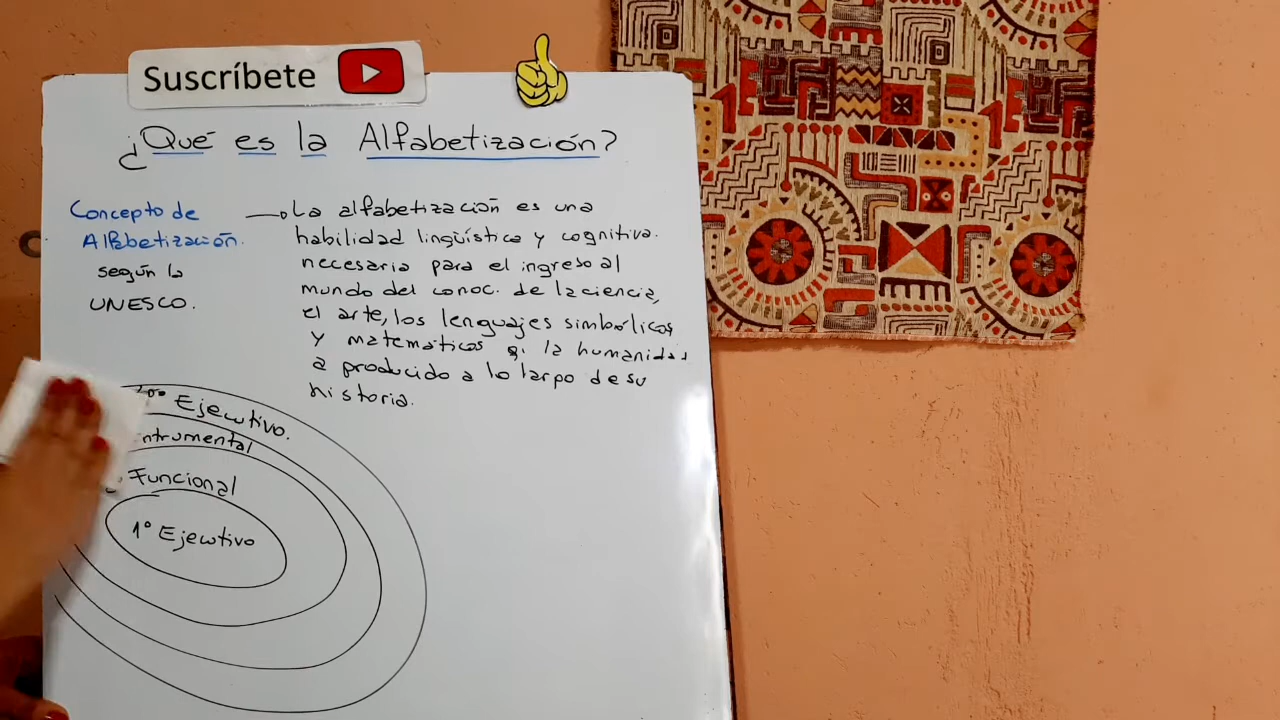 Suscríbete
¿Qué es la Alfabetización?
Concepto de
Alfabetización.
según la
UNESCO.
La alfabetización es una
habilidad lingüística y cognitiva.
necesaria para el ingreso al
mundo del conoc. de la ciencia,
el arte, los lenguajes simbólicos
y matemáticos q. la humanidad
a producido a lo largo de su
historia.
Ejecutivo.
intrumental
Funcional
1º Ejecutivo